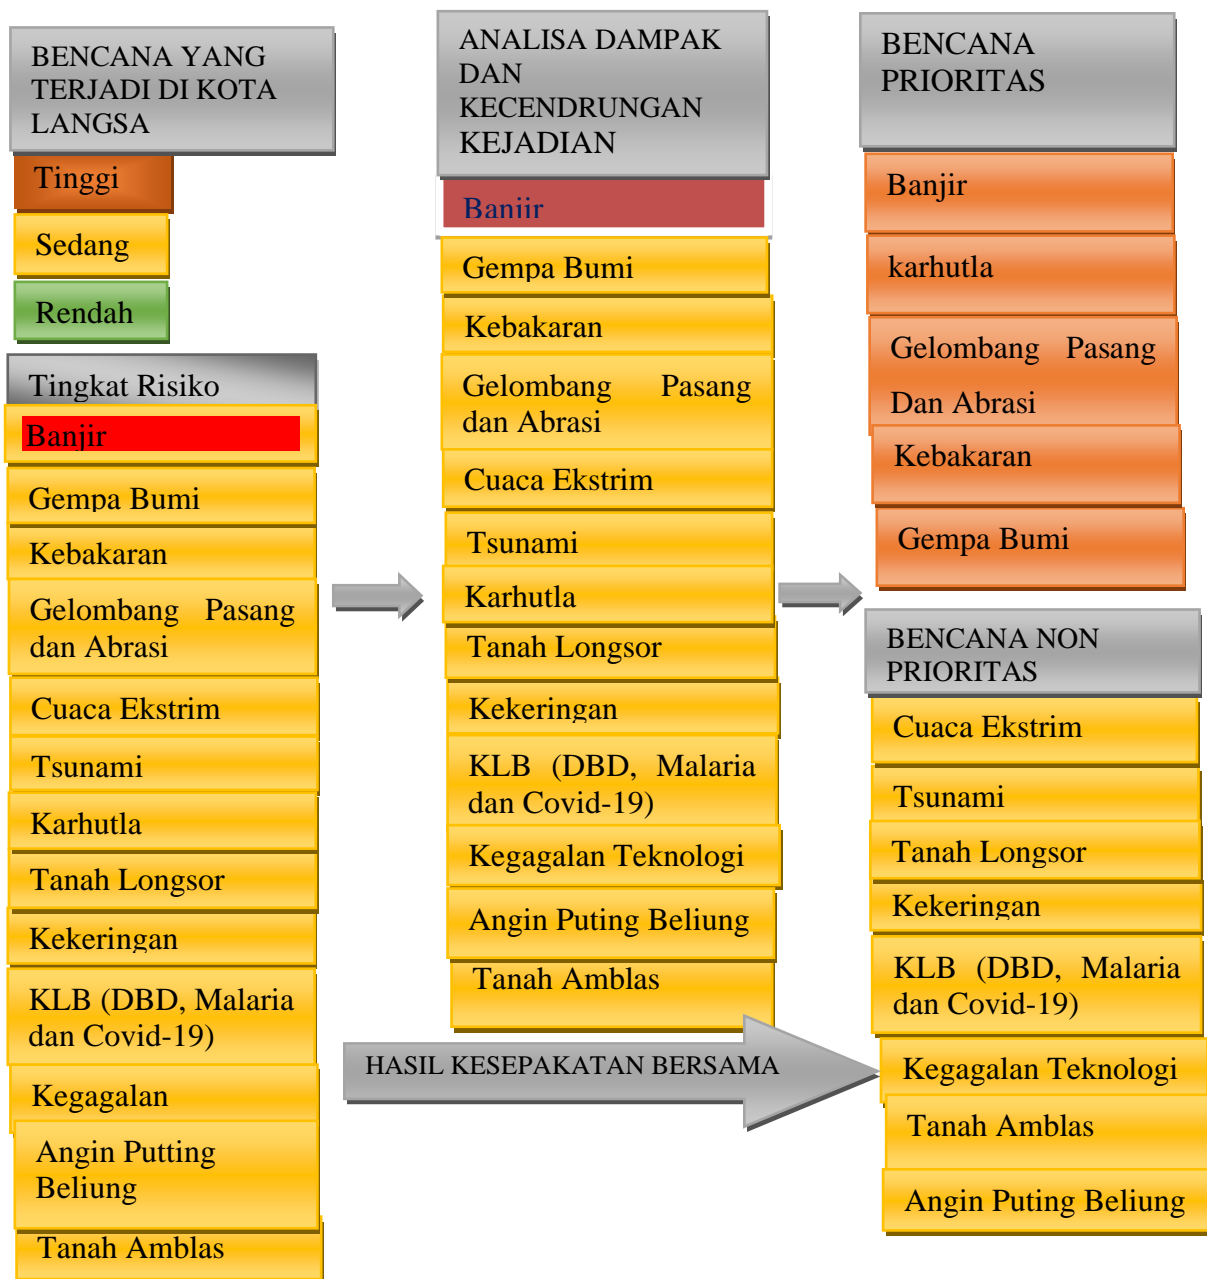 BENCANA YANG
TERJADI DI KOTA
LANGSA
Tinggi
Sedang
Rendah
Tingkat Risiko
Banjir
Gempa Bumi
Kebakaran
Gelombang Pasang
dan Abrasi
Cuaca Ekstrim
Tsunami
Karhutla
Tanah Longsor
Kekeringan
KLB (DBD, Malaria
dan Covid-19)
Kegagalan
Angin Putting
Beliung
Tanah Amblas
ANALISA DAMPAK
DAN
KECENDRUNGAN
KEJADIAN
Banjir
Gempa Bumi
Kebakaran
Gelombang Pasang
dan Abrasi
Cuaca Ekstrim
Tsunami
Karhutla
Tanah Longsor
Kekeringan
KLB (DBD, Malaria
dan Covid-19)
Kegagalan Teknologi
Angin Puting Beliung
Tanah Amblas
HASIL KESEPAKATAN BERSAMA
BENCANA
PRIORITAS
Banjir
karhutla
Gelombang Pasang
Dan Abrasi
Kebakaran
Gempa Bumi
BENCANA NON
PRIORITAS
Cuaca Ekstrim
Tsunami
Tanah Longsor
Kekeringan
KLB (DBD, Malaria
dan Covid-19)
Kegagalan Teknologi
Tanah Amblas
Angin Puting Beliung